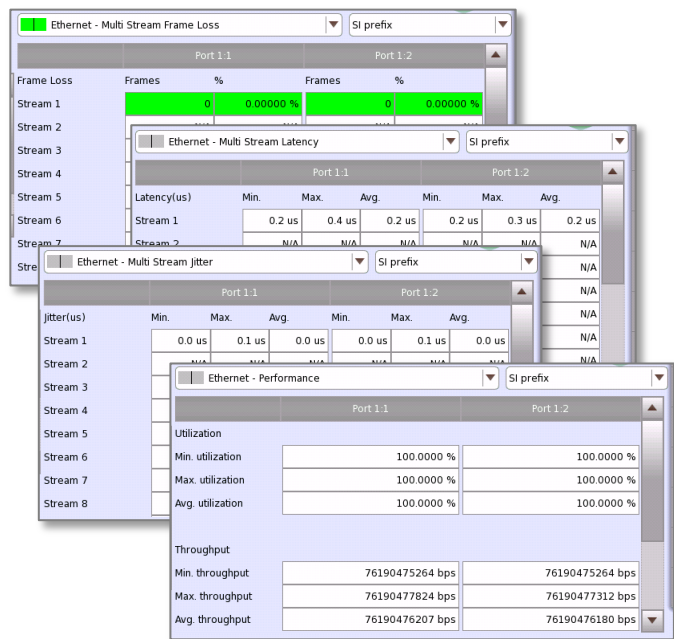 Ethernet - Multi Stream Frame Loss SI prefix
Port 1:1 Port 1:2
Frame Loss Frames % Frames %
Stream 1 0 0.00000 % 0 0.00000 %
Stream 2
Stream 3
Stream 4
Stream 5
Stream 6
Stream 7
Ethernet - Multi Stream Latency SI prefix
Port 1:1 Port 1:2
Latency(us) Min. Max. Avg. Min. Max. Avg.
Stream 1 0.2 us 0.4 us 0.2 us 0.2 us 0.3 us 0.2 us
Stream 2 N/A N/A N/A N/A N/A N/A
N/A
N/A
N/A
N/A
Ethernet - Multi Stream Jitter SI prefix
Port 1:1 Port 1:2
Jitter(us) Min. Max. Avg. Min. Max. Avg.
Stream 1 0.0 us 0.1 us 0.0 us 0.0 us 0.1 us 0.0 us
Stream 2 N/A N/A N/A N/A N/A N/A
Stream 3
Stream 4
Stream 5
Stream 6
Stream 7
Stream 8
Ethernet - Performance SI prefix
Port 1:1 Port 1:2
Utilization
Min. utilization 100.0000 % 100.0000 %
Max. utilization 100.0000 % 100.0000 %
Avg. utilization 100.0000 % 100.0000 %
Throughput
Min. throughput 76190475264 bps 76190475264 bps
Max. throughput 76190477824 bps 76190477312 bps
Avg. throughput 76190476207 bps 76190476180 bps